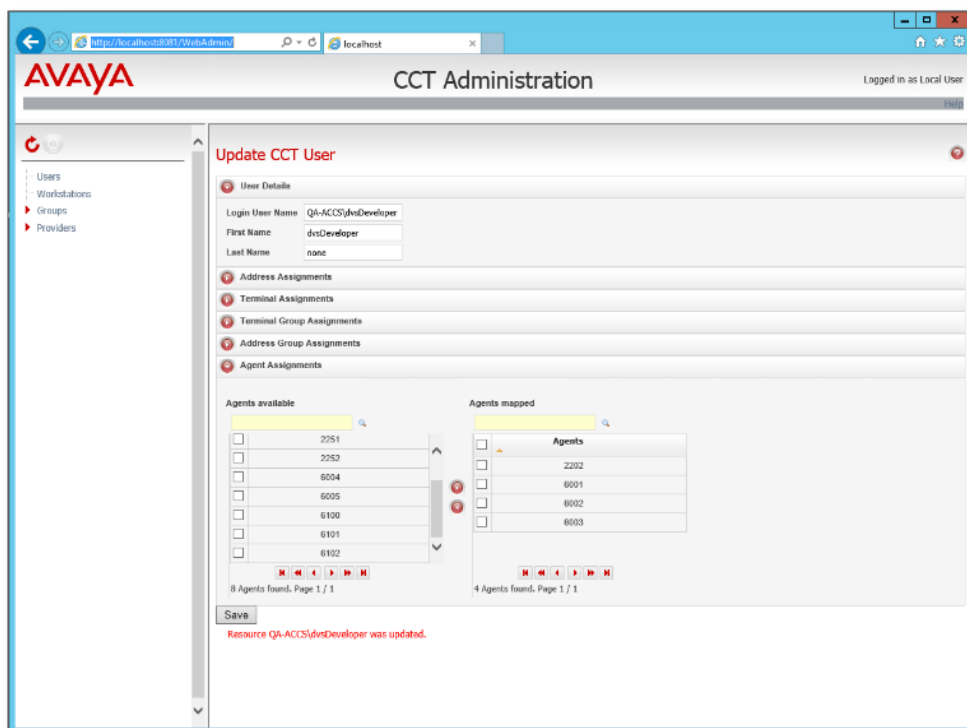 http://localhost:8081/WebAdmin/
localhost
AVAYA
CCT Administration
Logged in as Local User
Help
Users
Workstations
Groups
Providers
Update CCT User
User Details
Login User Name QA-ACCS\dvsDeveloper
First Name dvsDeveloper
Last Name none
Address Assignments
Terminal Assignments
Terminal Group Assignments
Address Group Assignments
Agent Assignments
Agents available
2251
2252
6004
6005
6100
6101
6102
8 Agents found. Page 1 / 1
Agents mapped
Agents
2202
6001
6002
6003
4 Agents found. Page 1 / 1
Save
Resource QA-ACCS\dvsDeveloper was updated.